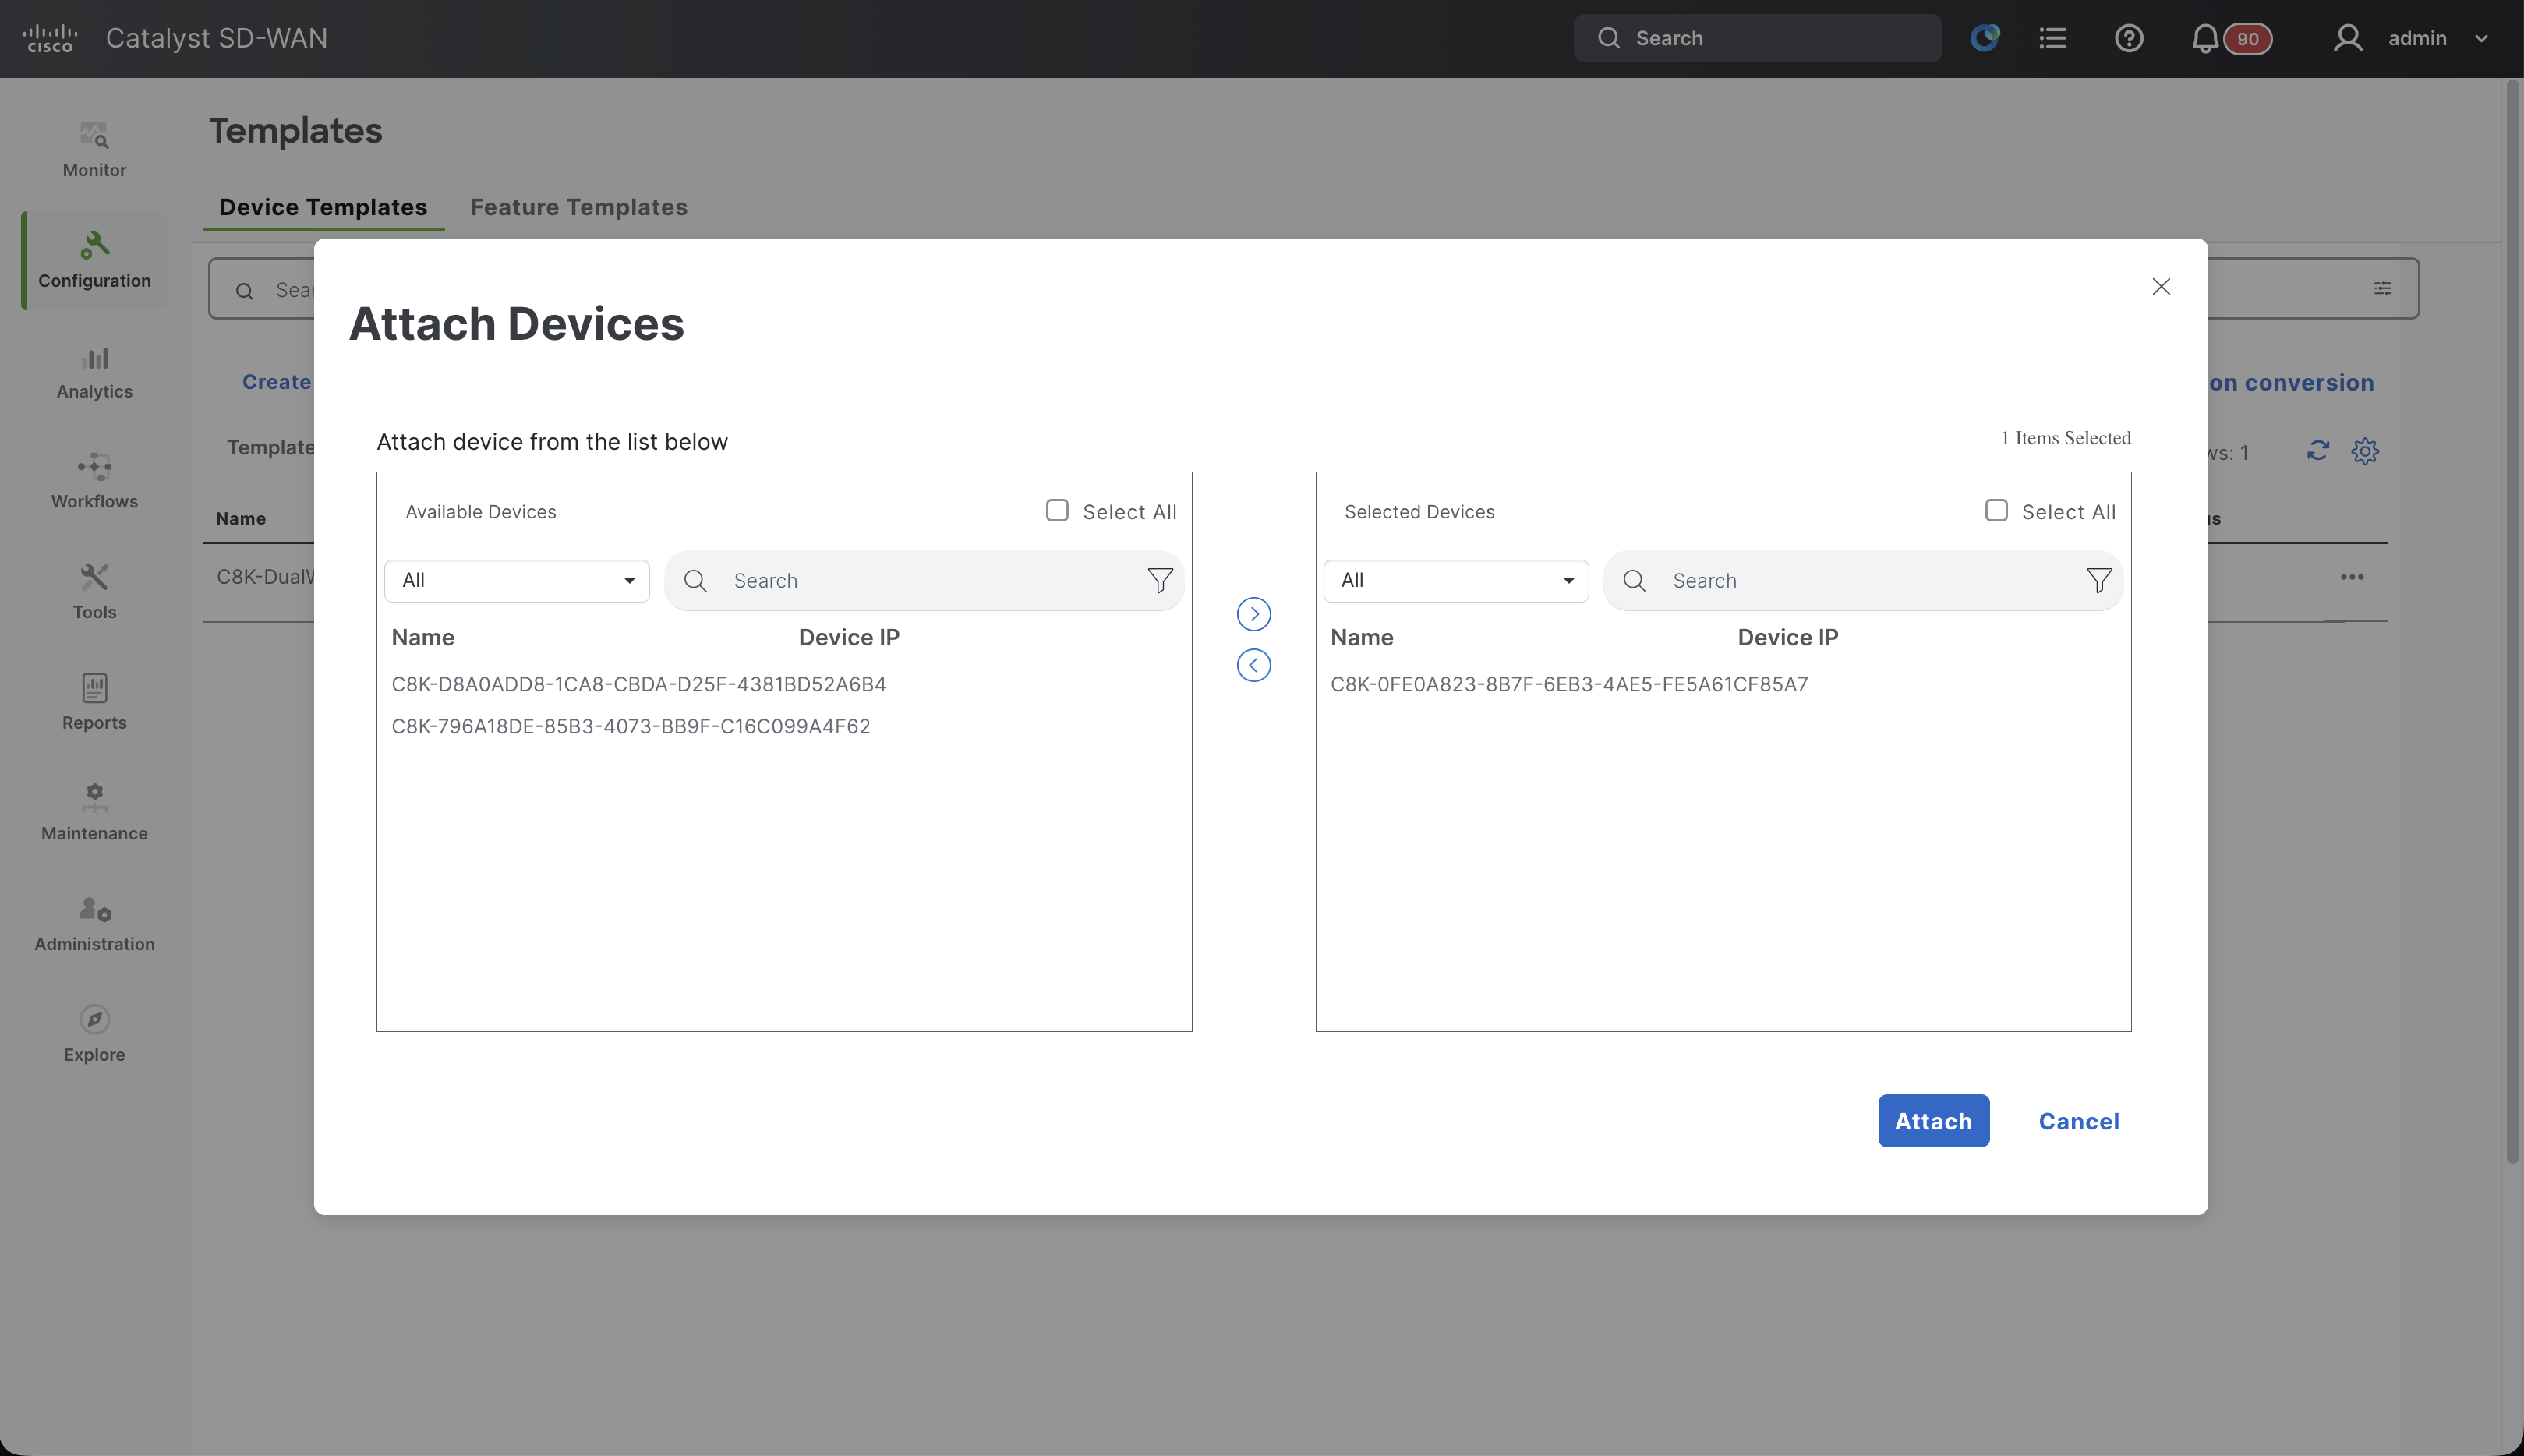 CISCO Catalyst SD-WAN Search 90 admin
Templates
Monitor
Device Templates Feature Templates
Configuration
Sear
Attach Devices
Create
on conversion
Analytics
Attach device from the list below 1 Items Selected
Template
ws: 1
Workflows
Available Devices Select All Selected Devices Select All
Name
us
All Search All Search
C8K-DualW
Tools
Name Device IP Name Device IP
C8K-D8A0ADD8-1CA8-CBDA-D25F-4381BD52A6B4 C8K-0FE0A823-8B7F-6EB3-4AE5-FE5A61CF85A7
C8K-796A18DE-85B3-4073-BB9F-C16C099A4F62
Reports
Maintenance
Administration
Explore
Attach Cancel